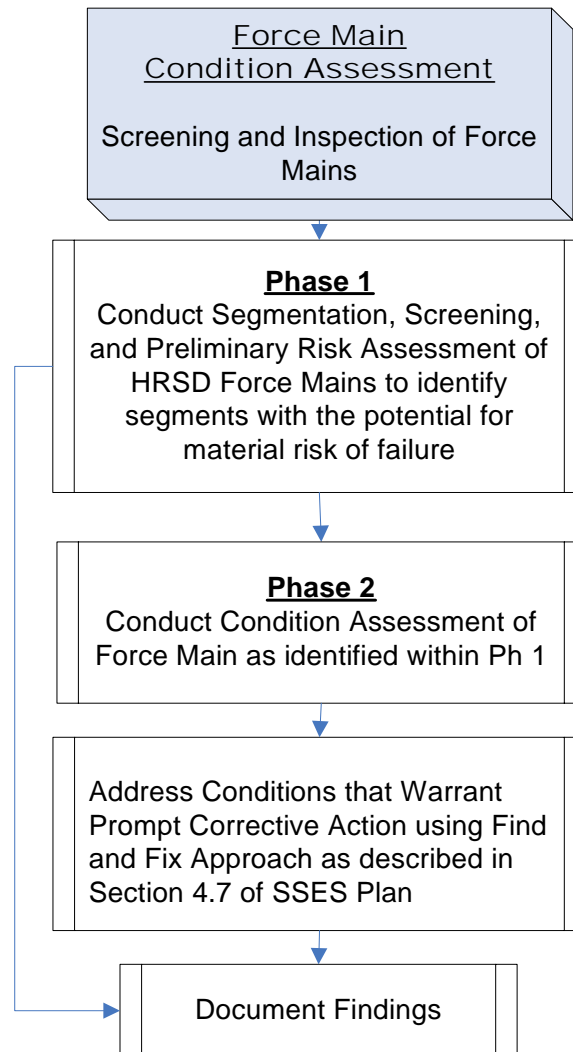 Force Main
Condition Assessment
Screening and Inspection of Force
Mains
Phase 1
Conduct Segmentation, Screening,
and Preliminary Risk Assessment of
HRSD Force Mains to identify
segments with the potential for
material risk of failure
Phase 2
Conduct Condition Assessment of
Force Main as identified within Ph 1
Address Conditions that Warrant
Prompt Corrective Action using Find
and Fix Approach as described in
Section 4.7 of SSES Plan
Document Findings